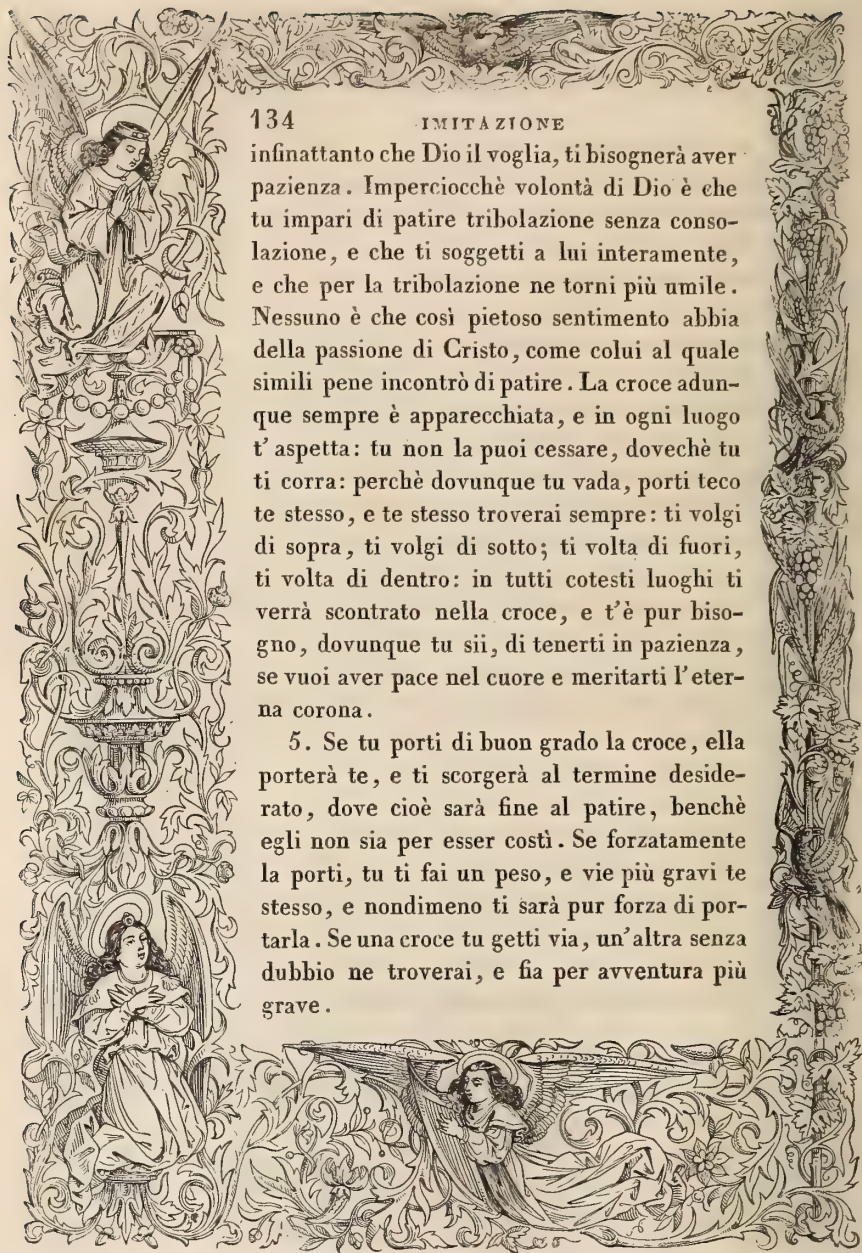 134 IMITAZIONE
infinattanto che Dio il voglia, ti bisognerà aver
pazienza. Imperciocchè volontà di Dio è che
tu impari di patire tribolazione senza conso-
lazione, e che ti soggetti a lui interamente,
e che per la tribolazione ne torni più umile.
Nessuno è che così pietoso sentimento abbia
della passione di Cristo, come colui al quale
simili pene incontrò di patire. La croce adun-
que sempre è apparecchiata, e in ogni luogo
t'aspetta: tu non la puoi cessare, dovechè tu
ti corra: perchè dovunque tu vada, porti teco
te stesso, e te stesso troverai sempre: ti volgi
di sopra, ti volgi di sotto; ti volta di fuori,
ti volta di dentro: in tutti cotesti luoghi ti
verrà scontrato nella croce, e t'è pur biso-
gno, dovunque tu sii, di tenerti in pazienza,
se vuoi aver pace nel cuore e meritarti l'eter-
na corona.
5. Se tu porti di buon grado la croce, ella
porterà te, e ti scorgerà al termine deside-
rato, dove cioè sarà fine al patire, benchè
egli non sia per esser costì. Se forzatamente
la porti, tu ti fai un peso, e vie più gravi te
stesso, e nondimeno ti sarà pur forza di por-
tarla. Se una croce tu getti via, un'altra senza
dubbio ne troverai, e fia per avventura più
grave.